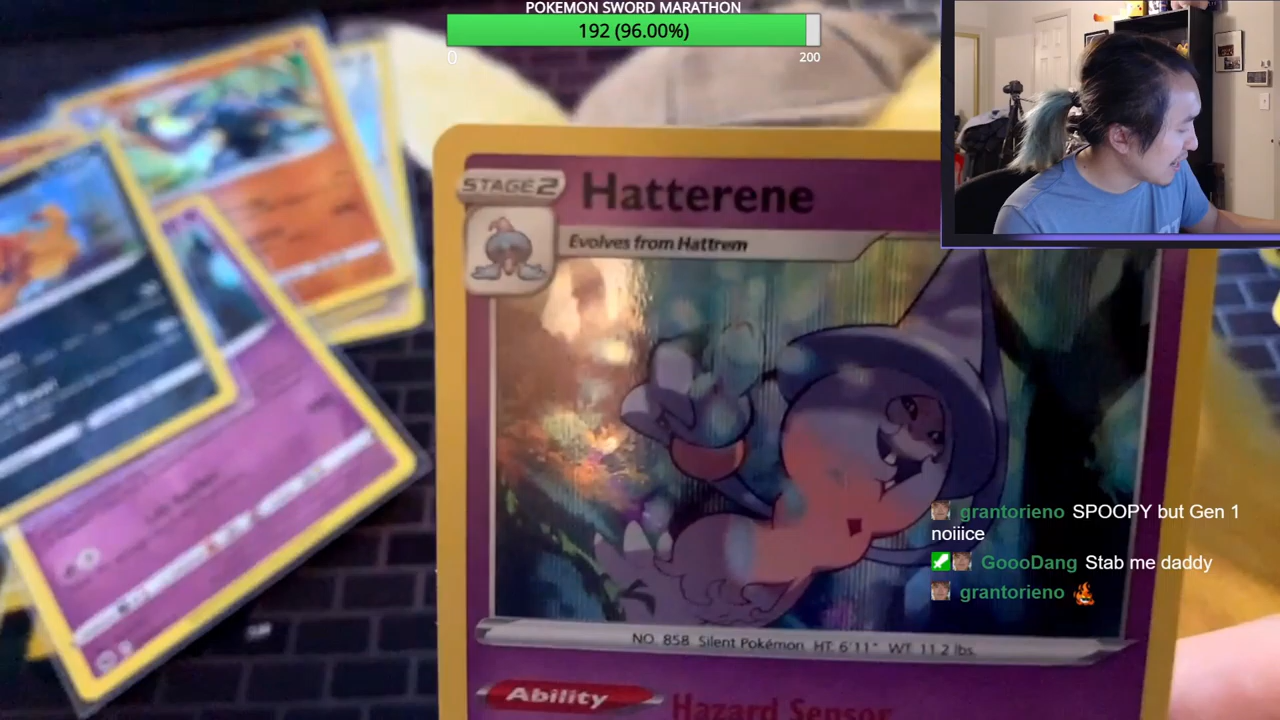 POKEMON SWORD MARATHON
192 (96.00%)
0
200
STAGE 2
Hatterene
Evolves from Hattrem
NO. 858 Silent Pokémon HT. 6'11" WT. 11.2 lbs.
Ability
Hazard Sensor
grantorieno SPOOPY but Gen 1
noiiice
GoooDang Stab me daddy
grantorieno